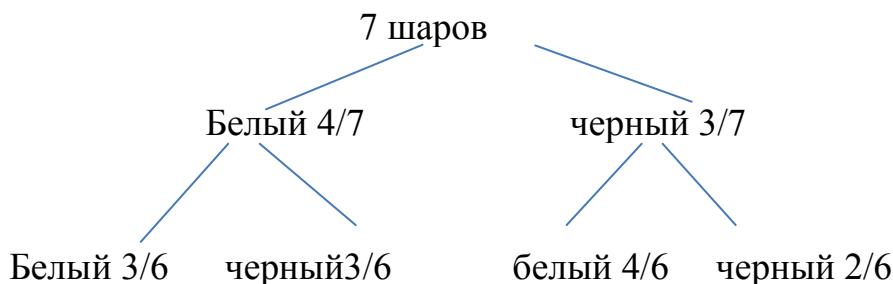 7 шаров
Белый 4/7 черный 3/7
Белый 3/6 черный3/6 белый 4/6 черный 2/6